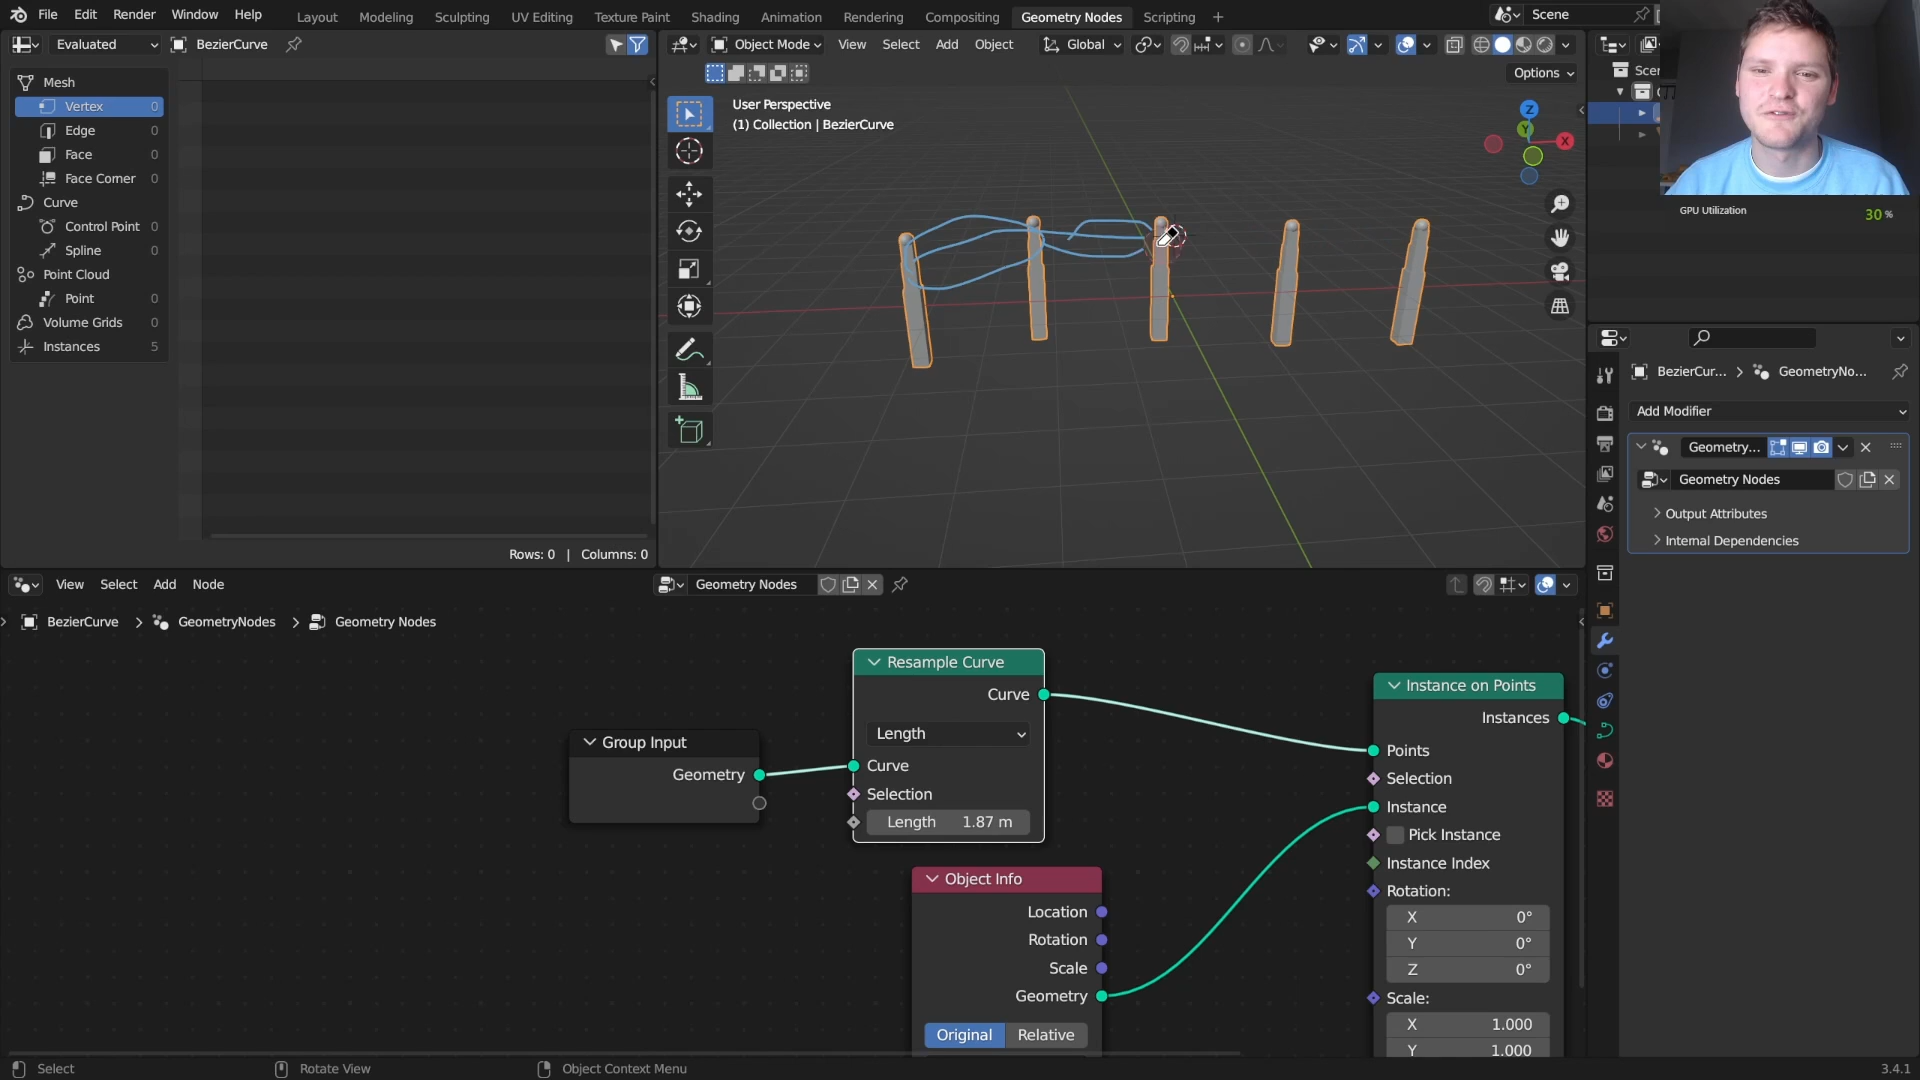 File Edit Render Window Help
Layout Modeling Sculpting UV Editing Texture Paint Shading Animation Rendering Compositing Geometry Nodes Scripting +
Scene
Evaluated BezierCurve
Object Mode View Select Add Object Global
Options
Mesh
Vertex 0
Edge 0
Face 0
Face Corner 0
Curve
Control Point 0
Spline 0
Point Cloud
Point 0
Volume Grids 0
Instances 5
Rows: 0 | Columns: 0
User Perspective
(1) Collection | BezierCurve
Z
Y
X
GPU Utilization 30 %
BezierCur... > GeometryNo...
Add Modifier
Geometry...
Geometry Nodes
Output Attributes
Internal Dependencies
View Select Add Node
Geometry Nodes
BezierCurve > GeometryNodes > Geometry Nodes
Group Input
Geometry
Resample Curve
Curve
Length
Curve
Selection
Length 1.87 m
Object Info
Location
Rotation
Scale
Geometry
Original Relative
Instance on Points
Instances
Points
Selection
Instance
Pick Instance
Instance Index
Rotation:
X 0°
Y 0°
Z 0°
Scale:
X 1.000
Y 1.000
Select Rotate View Object Context Menu 3.4.1